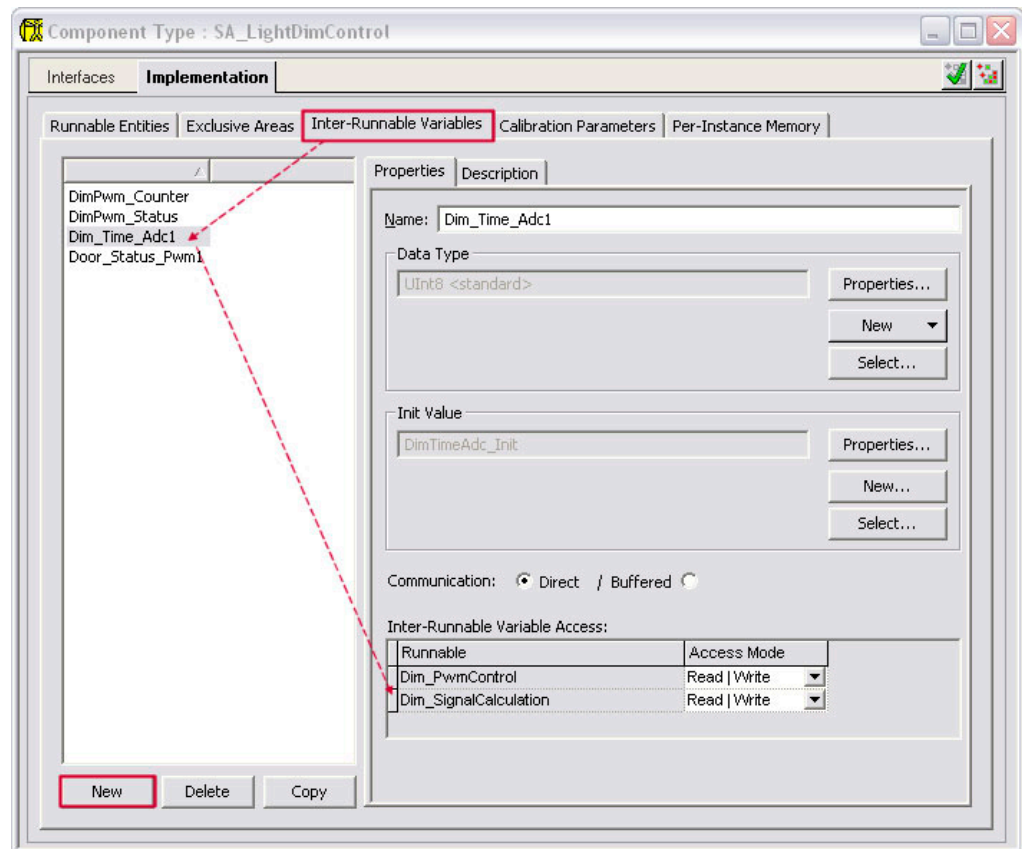 Component Type : SA_LightDimControl
Interfaces Implementation
Runnable Entities Exclusive Areas Inter-Runnable Variables Calibration Parameters Per-Instance Memory
DimPwm_Counter
DimPwm_Status
Dim_Time_Adc1
Door_Status_Pwm1
New Delete Copy
Properties Description
Name: Dim_Time_Adc1
Data Type
UInt8 <standard>
Properties...
New
Select...
Init Value
DimTimeAdc_Init
Properties...
New...
Select...
Communication: Direct / Buffered
Inter-Runnable Variable Access:
Runnable Access Mode
Dim_PwmControl Read | Write
Dim_SignalCalculation Read | Write